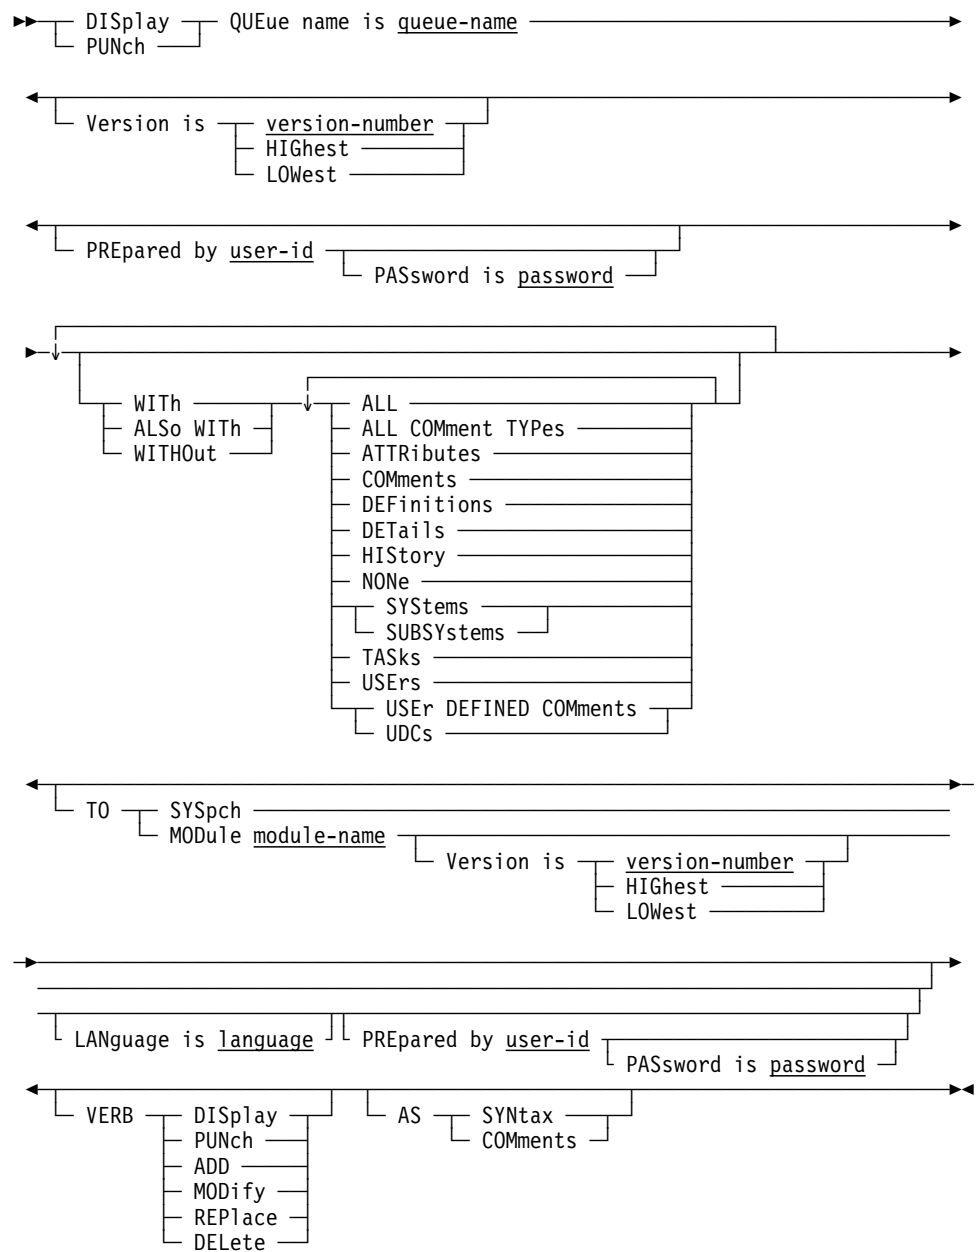 DISplay QUEue name is queue-name
PUNch
Version is version-number
HIGhest
LOWest
PREpared by user-id
PASsword is password
WITh ALL
ALSo WITh ALL COMment TYPes
WITHOut ATTRibutes
COMments
DEFinitions
DETails
HIStory
NONe
SYStems
SUBSYstems
TASks
USErs
USEr DEFINED COMments
UDCs
TO SYSpch
MODule module-name
Version is version-number
HIGhest
LOWest
LANguage is language PREpared by user-id
PASsword is password
VERB DISplay AS SYNtax
PUNch COMments
ADD
MODify
REPlace
DELete